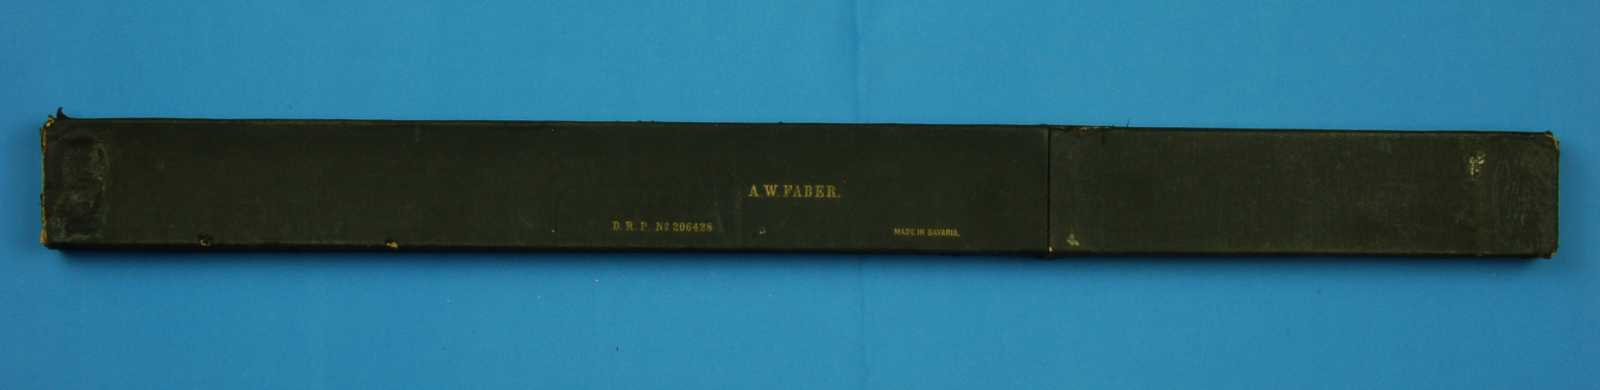 A. W. FABER.
D. R. P. Nº 206428
MADE IN BAVARIA.